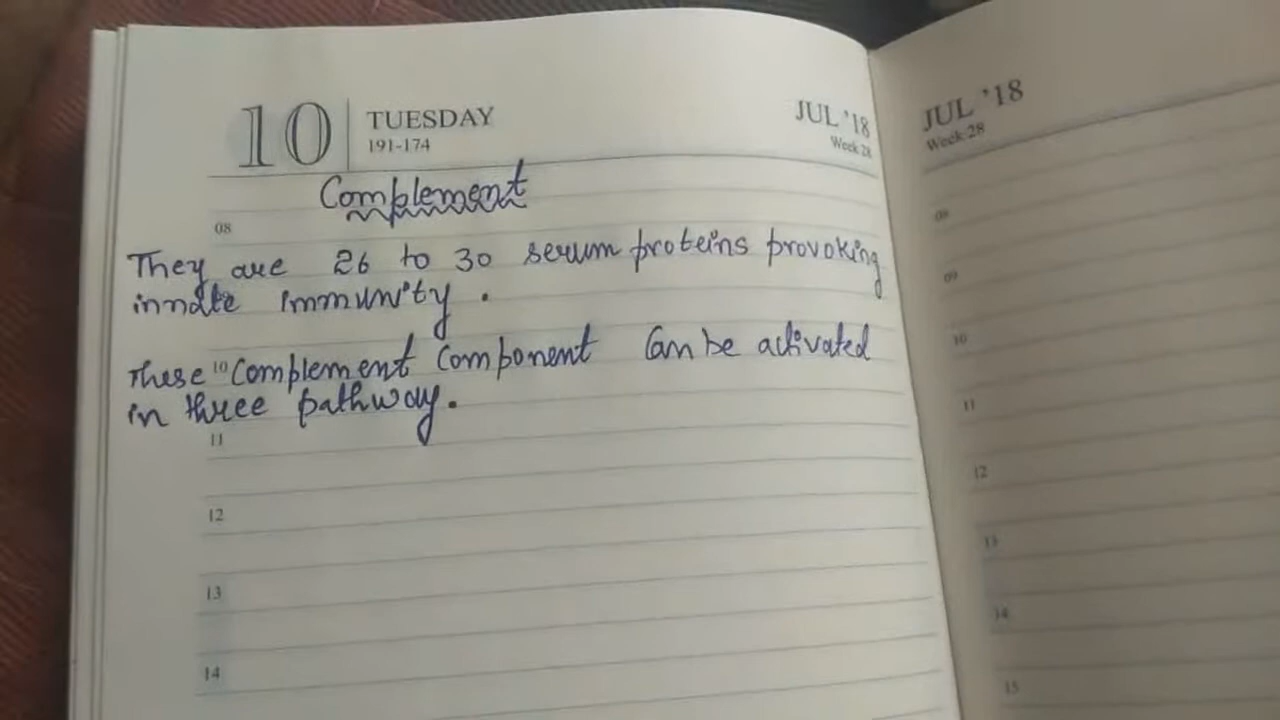 10 TUESDAY JUL '18
191-174 Week 28
Complement
08
They are 26 to 30 serum proteins provoking
innate immunity.
These 10 Complement Component Can be activated
in three pathway.
11
12
13
14
JUL '18
Week 28
08
09
10
11
12
13
14
15